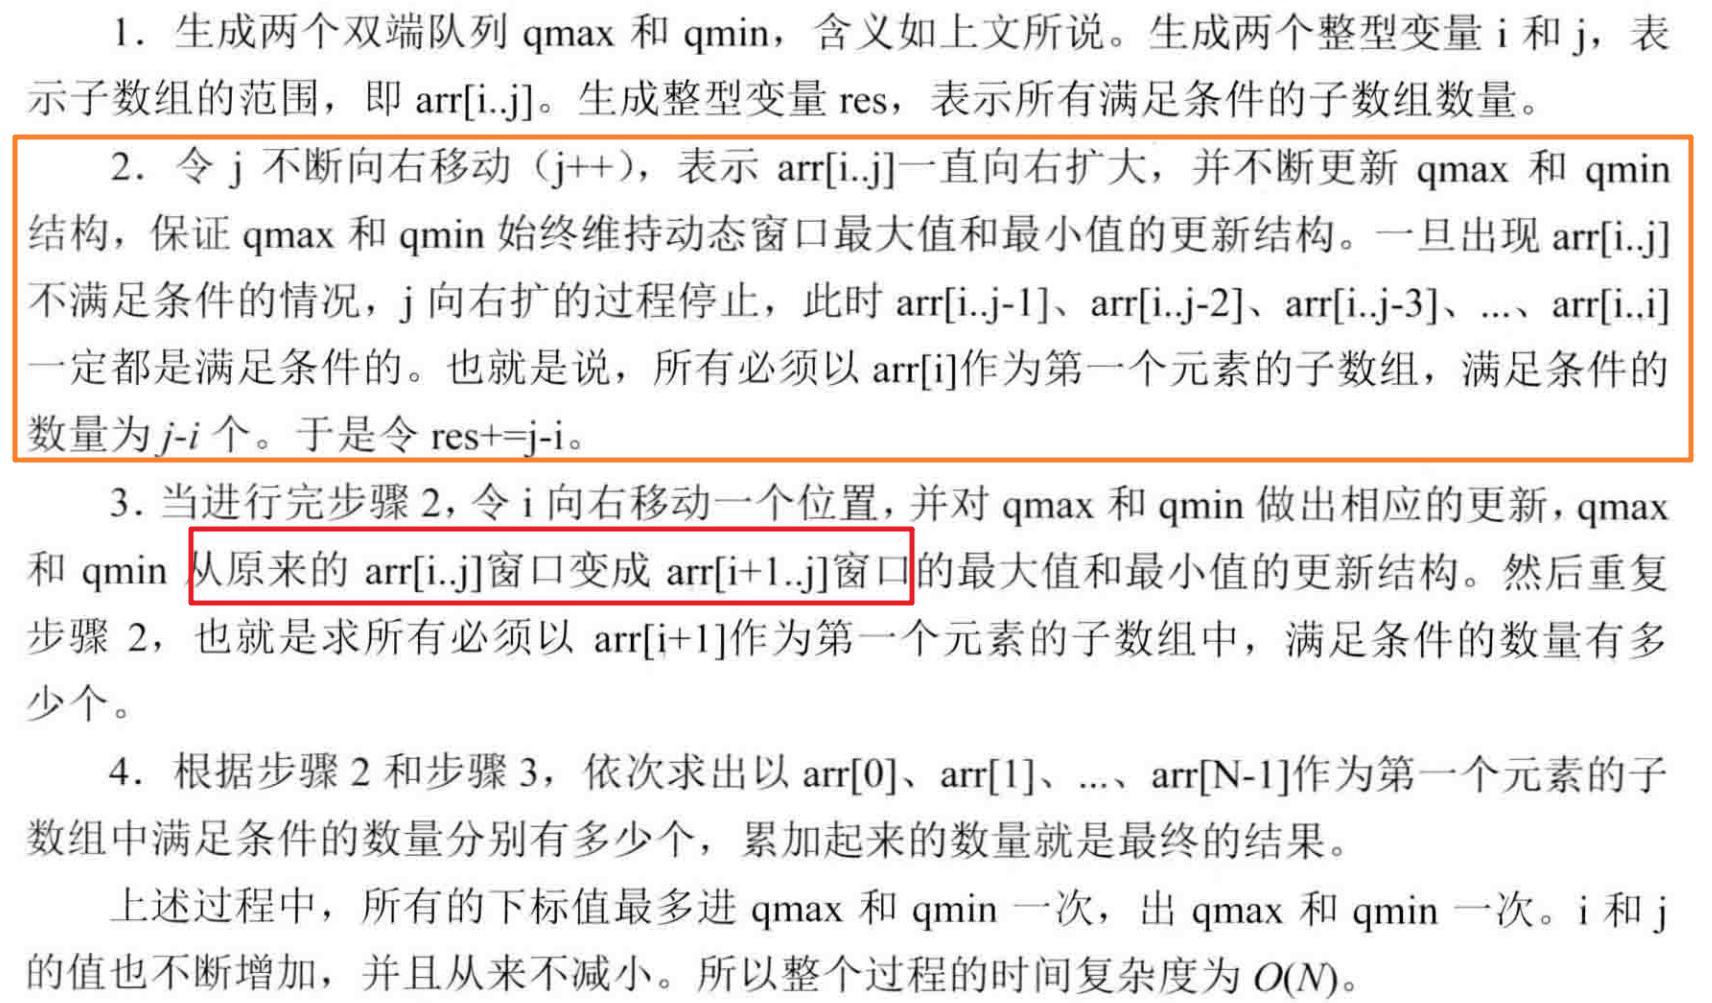 1. 生成两个双端队列 qmax 和 qmin，含义如上文所说。生成两个整型变量 i 和 j，表
示子数组的范围，即 arr[i..j]。生成整型变量 res，表示所有满足条件的子数组数量。
2. 令 j 不断向右移动（j++），表示 arr[i..j]一直向右扩大，并不断更新 qmax 和 qmin
结构，保证 qmax 和 qmin 始终维持动态窗口最大值和最小值的更新结构。一旦出现 arr[i..j]
不满足条件的情况，j 向右扩的过程停止，此时 arr[i..j-1]、arr[i..j-2]、arr[i..j-3]、...、arr[i..i]
一定都是满足条件的。也就是说，所有必须以 arr[i]作为第一个元素的子数组，满足条件的
数量为 j-i 个。于是令 res+=j-i。
3. 当进行完步骤 2，令 i 向右移动一个位置，并对 qmax 和 qmin 做出相应的更新，qmax
和 qmin 从原来的 arr[i..j]窗口变成 arr[i+1..j]窗口的最大值和最小值的更新结构。然后重复
步骤 2，也就是求所有必须以 arr[i+1]作为第一个元素的子数组中，满足条件的数量有多
少个。
4. 根据步骤 2 和步骤 3，依次求出以 arr[0]、arr[1]、...、arr[N-1]作为第一个元素的子
数组中满足条件的数量分别有多少个，累加起来的数量就是最终的结果。
上述过程中，所有的下标值最多进 qmax 和 qmin 一次，出 qmax 和 qmin 一次。i 和 j
的值也不断增加，并且从来不减小。所以整个过程的时间复杂度为 O(N)。